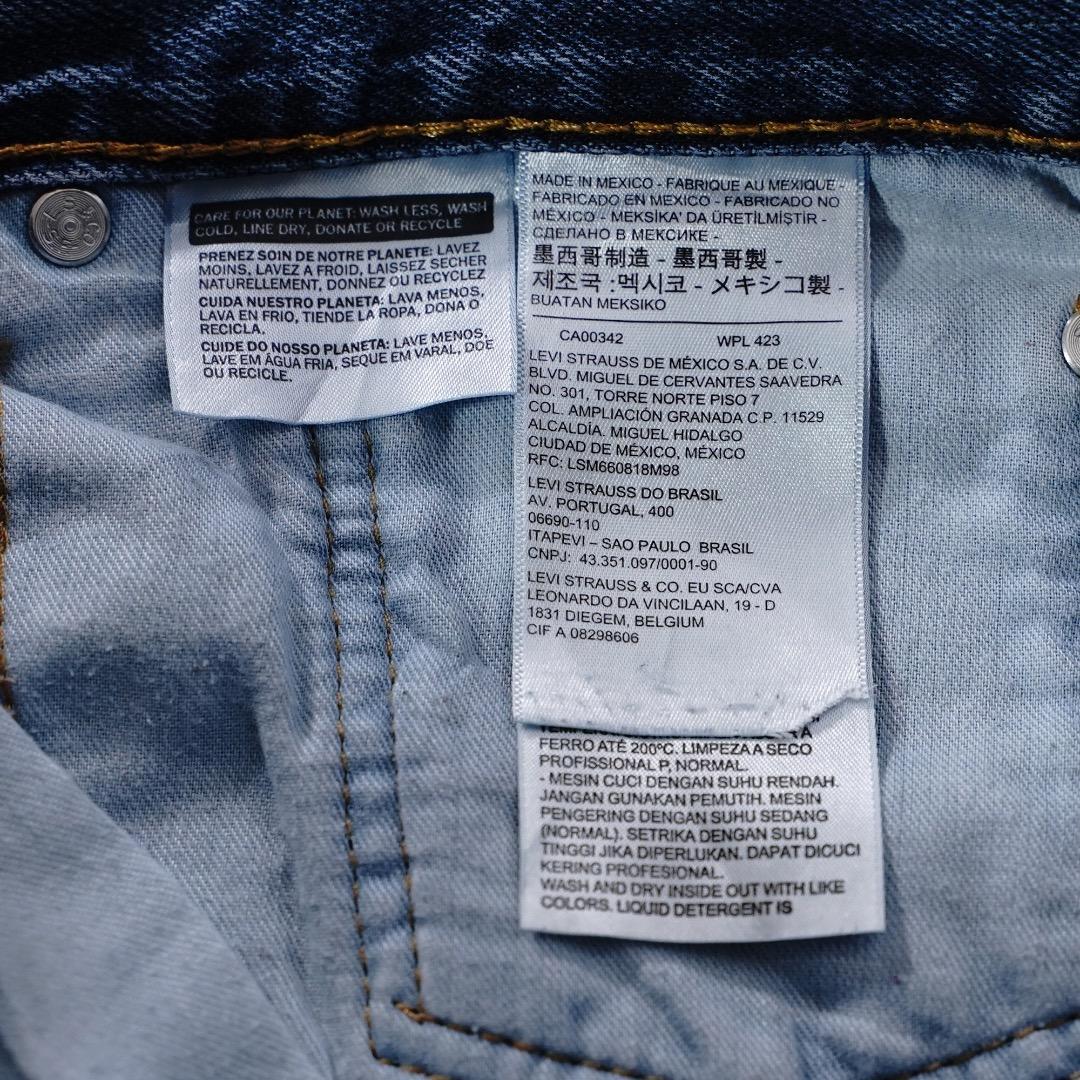 CARE FOR OUR PLANET: WASH LESS, WASH
COLD, LINE DRY, DONATE OR RECYCLE
PRENEZ SOIN DE NOTRE PLANETE: LAVEZ
MOINS, LAVEZ A FROID, LAISSEZ SECHER
NATURELLEMENT, DONNEZ OU RECYCLEZ
CUIDA NUESTRO PLANETA: LAVA MENOS,
LAVA EN FRIO, TIENDE LA ROPA, DONA O
RECICLA.
CUIDE DO NOSSO PLANETA: LAVE MENOS,
LAVE EM ÀGUA FRIA, SEQUE EM VARAL, DOE
OU RECICLE.
MADE IN MEXICO - FABRIQUE AU MEXIQUE -
FABRICADO EN MEXICO - FABRICADO NO
MÉXICO - MEKSİKA' DA ÜRETİLMİŞTİR -
СДЕЛАНО В МЕКСИКЕ -
墨西哥制造 - 墨西哥製 -
제조국 :멕시코 - メキシコ製 -
BUATAN MEKSIKO
CA00342 WPL 423
LEVI STRAUSS DE MÉXICO S.A. DE C.V.
BLVD. MIGUEL DE CERVANTES SAAVEDRA
NO. 301, TORRE NORTE PISO 7
COL. AMPLIACIÓN GRANADA C.P. 11529
ALCALDÍA. MIGUEL HIDALGO
CIUDAD DE MÉXICO, MÉXICO
RFC: LSM660818M98
LEVI STRAUSS DO BRASIL
AV. PORTUGAL, 400
06690-110
ITAPEVI – SAO PAULO BRASIL
CNPJ: 43.351.097/0001-90
LEVI STRAUSS & CO. EU SCA/CVA
LEONARDO DA VINCILAAN, 19 - D
1831 DIEGEM, BELGIUM
CIF A 08298606
FERRO ATÉ 200ºC. LIMPEZA A SECO
PROFISSIONAL P, NORMAL.
- MESIN CUCI DENGAN SUHU RENDAH.
JANGAN GUNAKAN PEMUTIH. MESIN
PENGERING DENGAN SUHU SEDANG
(NORMAL). SETRIKA DENGAN SUHU
TINGGI JIKA DIPERLUKAN. DAPAT DICUCI
KERING PROFESIONAL.
WASH AND DRY INSIDE OUT WITH LIKE
COLORS. LIQUID DETERGENT IS